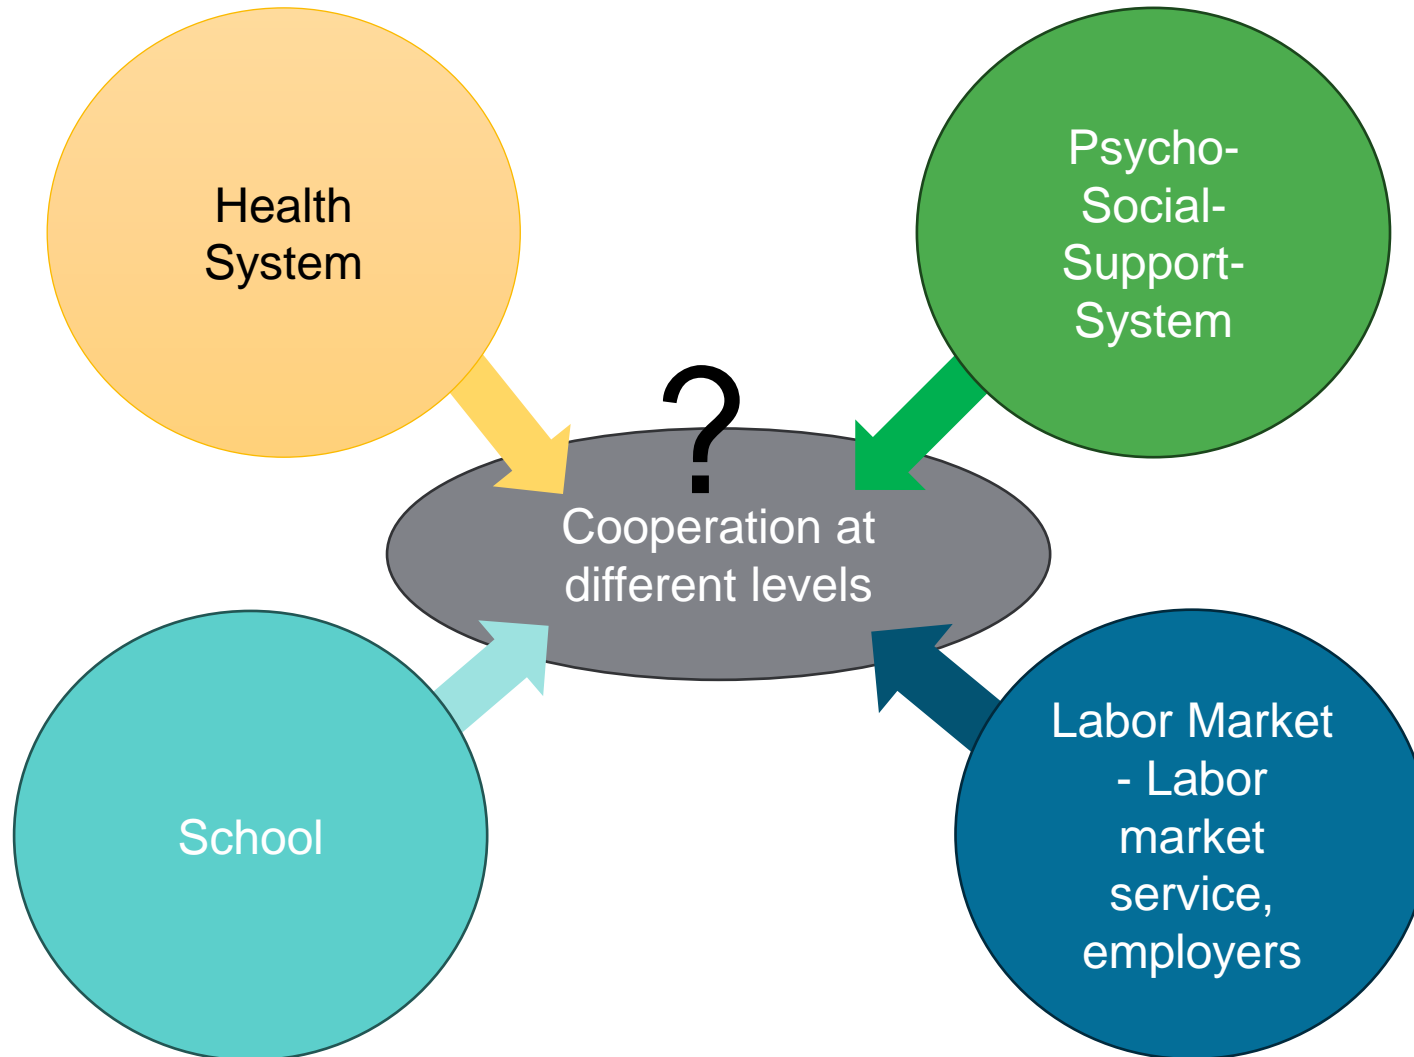 Health
System
Psycho-
Social-
Support-
System
?
Cooperation at
different levels
School
Labor Market
- Labor
market
service,
employers